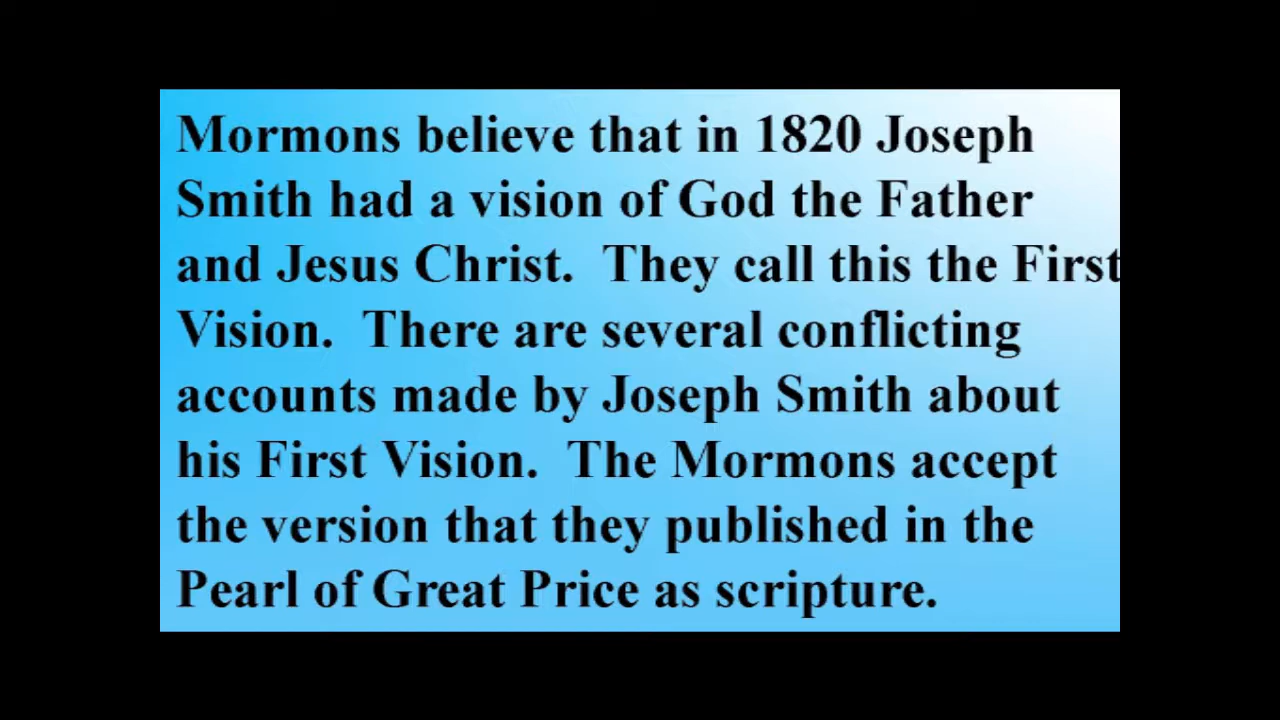 Mormons believe that in 1820 Joseph
Smith had a vision of God the Father
and Jesus Christ.  They call this the First
Vision.  There are several conflicting
accounts made by Joseph Smith about
his First Vision.  The Mormons accept
the version that they published in the
Pearl of Great Price as scripture.